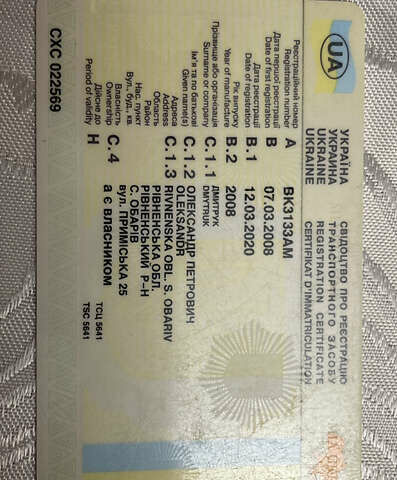 UA
УКРАЇНА
УКРАИНА
UKRAINE
UKRAINE
СВІДОЦТВО ПРО РЕЄСТРАЦІЮ
ТРАНСПОРТНОГО ЗАСОБУ
REGISTRATION CERTIFICATE
CERTIFIKAT D'IMMATRICULATION
Реєстраційний номер
Registration number A BK3133AM
Дата першої реєстрації
Date of first registration B 07.03.2008
Дата реєстрації
Date of registration B.1 12.03.2020
Рік випуску
Year of manufacture B.2 2008
Прізвище або організація C.1.1 ДМИТРУК
Surname or company DMYTRUK
Ім'я та по батькові C.1.2 ОЛЕКСАНДР ПЕТРОВИЧ
Given name(s) OLEKSANDR
Адреса C.1.3 RIVNENSKA OBL. S. OBARIV
Address
Область РІВНЕНСЬКА ОБЛ.
Район РІВНЕНСЬКИЙ Р-Н
Нас. пункт С. ОБАРІВ
Вул., буд., кв. ВУЛ. ПРИМІСЬКА 25
Власність
Ownership C.4 а є власником
Дійсне до
Period of validity H
ТСЦ 5641
TSC 5641
СХС 022569